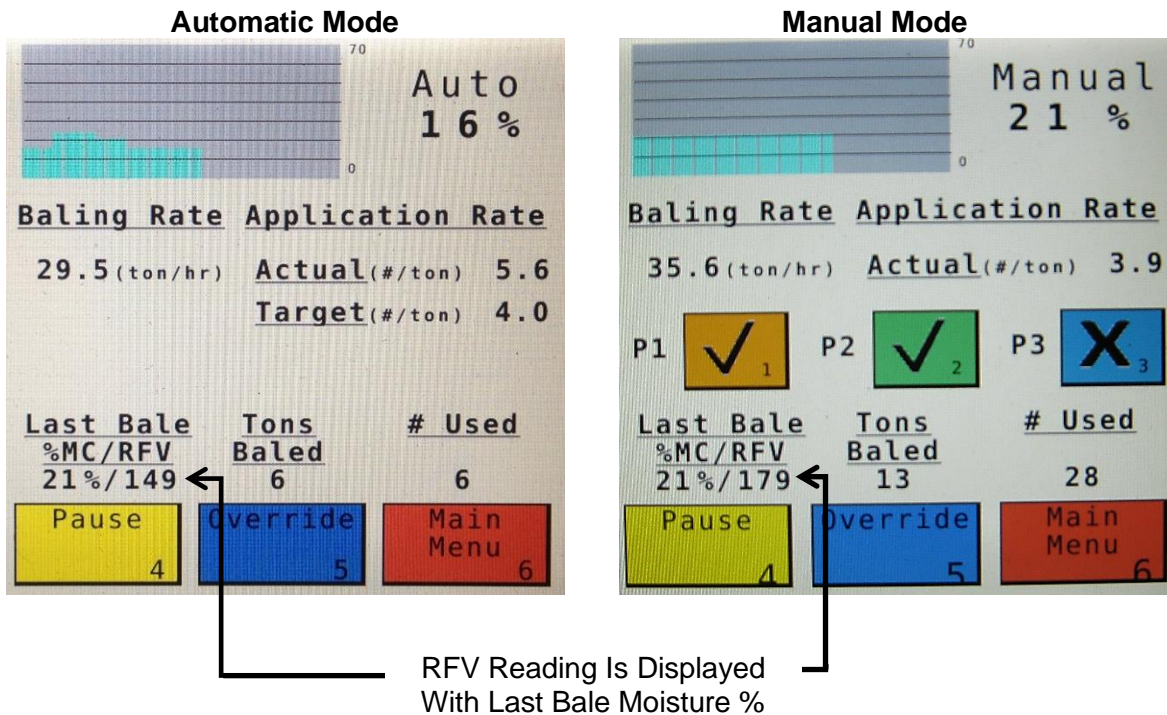 Automatic Mode
70
Auto
16%
0
Baling Rate Application Rate
29.5(ton/hr) Actual(#/ton) 5.6
Target(#/ton) 4.0
Last Bale Tons # Used
%MC/RFV Baled
21%/149 6 6
Pause Override Main
Menu
4 5 6
Manual Mode
70
Manual
21 %
0
Baling Rate Application Rate
35.6(ton/hr) Actual(#/ton) 3.9
P1 1 P2 2 P3 X 3
Last Bale Tons # Used
%MC/RFV Baled
21%/179 13 28
Pause Override Main
Menu
4 5 6
RFV Reading Is Displayed
With Last Bale Moisture %